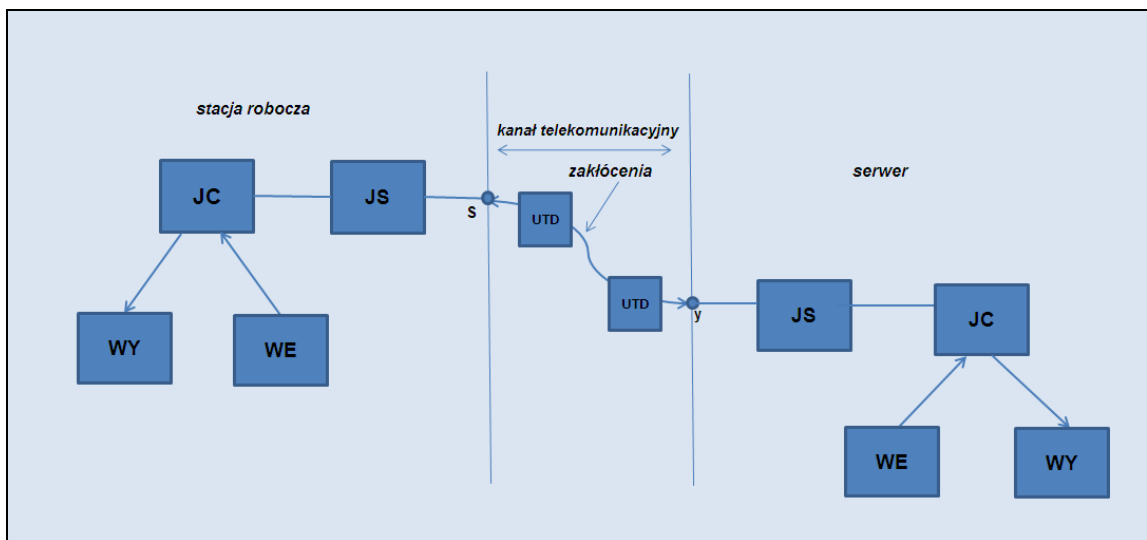 stacja robocza
kanał telekomunikacyjny
zakłócenia
serwer
JC
JS
S
UTD
UTD
y
JS
JC
WY
WE
WE
WY